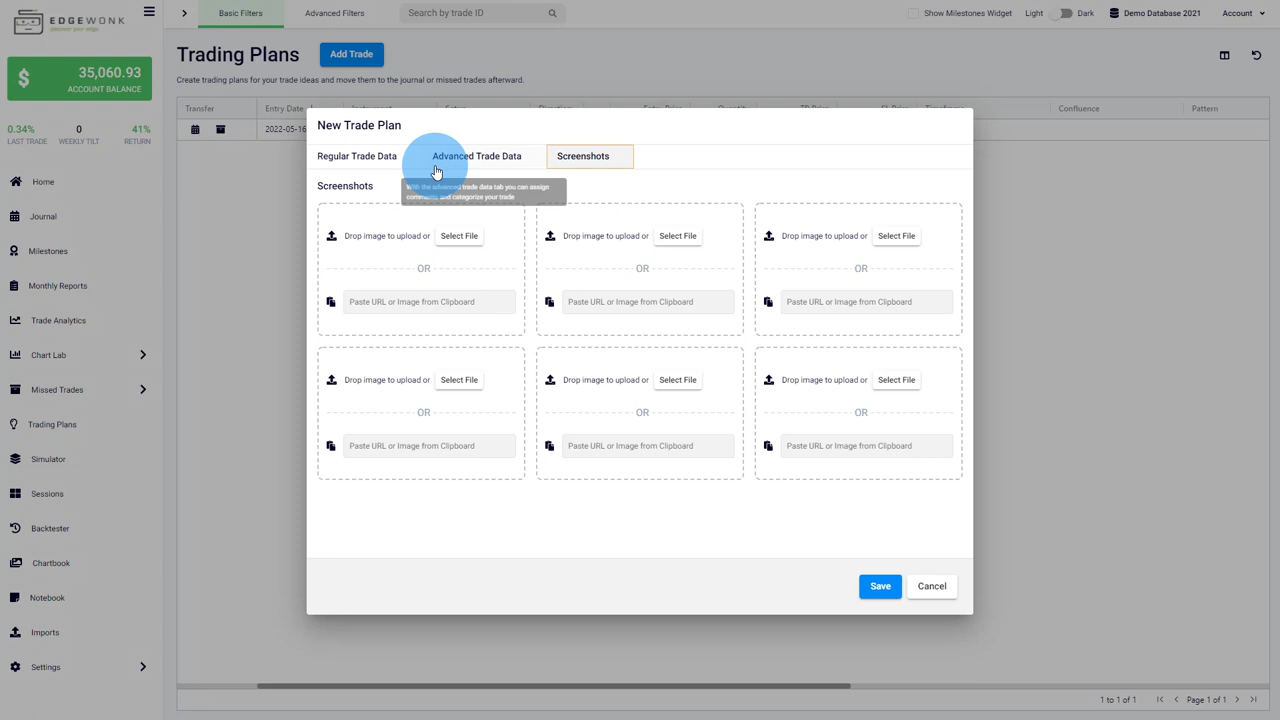 EDGEWONK
discover your edge
Basic Filters
Advanced Filters
Search by trade ID
Show Milestones Widget
Light
Dark
Demo Database 2021
Account
$
35,060.93
ACCOUNT BALANCE
0.34%
LAST TRADE
0
WEEKLY TILT
41%
RETURN
Home
Journal
Milestones
Monthly Reports
Trade Analytics
Chart Lab
Missed Trades
Trading Plans
Simulator
Sessions
Backtester
Chartbook
Notebook
Imports
Settings
Trading Plans
Add Trade
Create trading plans for your trade ideas and move them to the journal or missed trades afterward.
Transfer
Entry Date
Instrument
Setup
Direction
Entry Price
Quantity
TP Price
SL Price
Timeframe
Confluence
Pattern
2022-05-16
New Trade Plan
Regular Trade Data
Advanced Trade Data
Screenshots
Screenshots
With the advanced trade data tab you can assign
comments and categorize your trade
Drop image to upload or Select File
OR
Paste URL or Image from Clipboard
Drop image to upload or Select File
OR
Paste URL or Image from Clipboard
Drop image to upload or Select File
OR
Paste URL or Image from Clipboard
Drop image to upload or Select File
OR
Paste URL or Image from Clipboard
Drop image to upload or Select File
OR
Paste URL or Image from Clipboard
Drop image to upload or Select File
OR
Paste URL or Image from Clipboard
Save
Cancel
1 to 1 of 1
Page 1 of 1